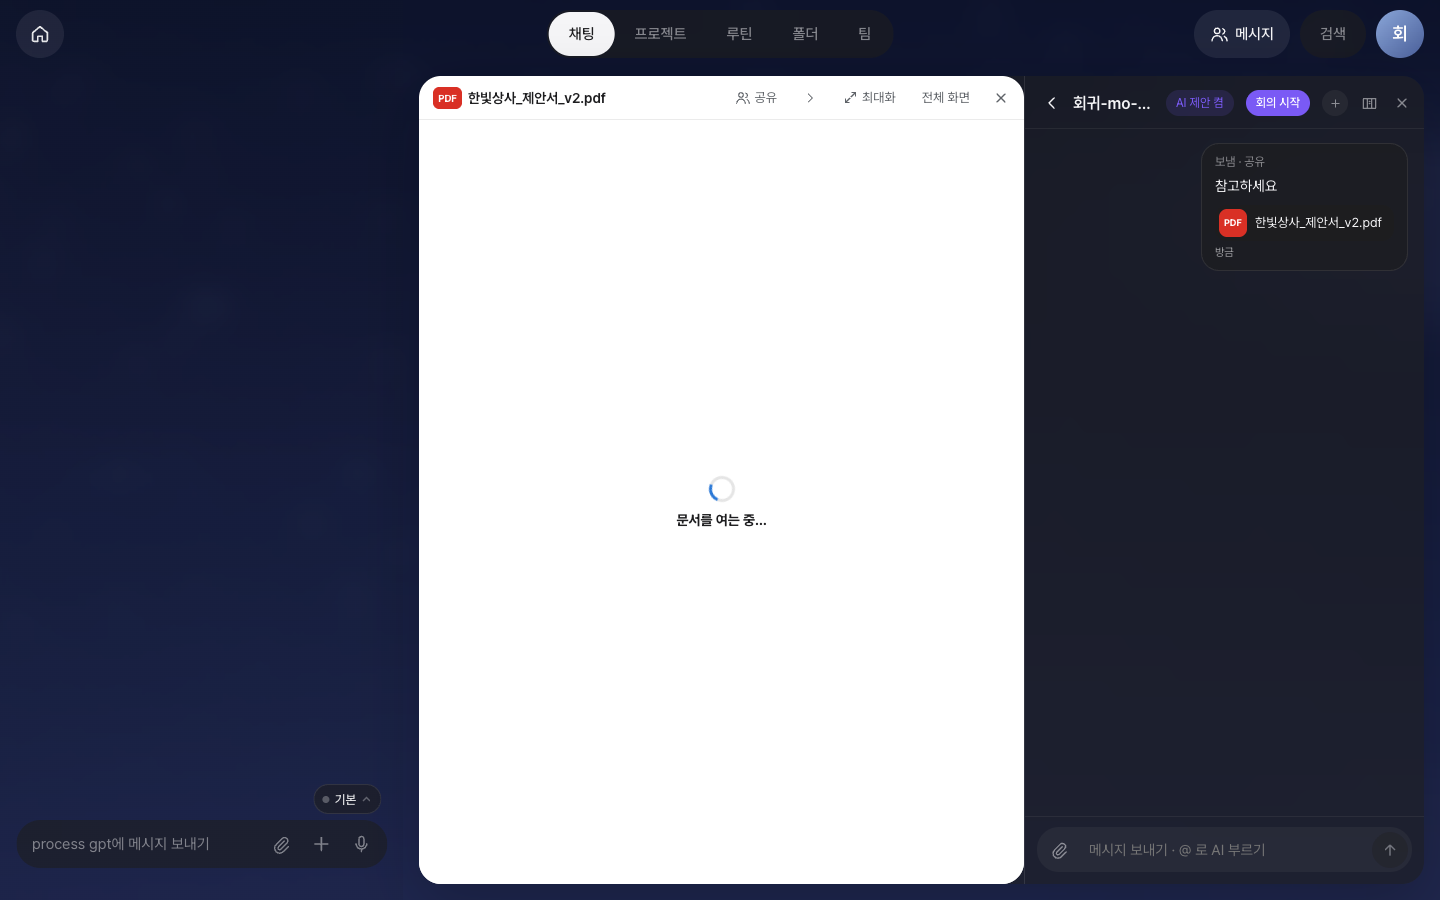 채팅
프로젝트
루틴
폴더
팀
메시지
검색
회
PDF 한빛상사_제안서_v2.pdf
공유
최대화
전체 화면
문서를 여는 중...
회귀-mo-...
AI 제안 켬
회의 시작
보냄 · 공유
참고하세요
PDF 한빛상사_제안서_v2.pdf
방금
기본
process gpt에 메시지 보내기
메시지 보내기 · @ 로 AI 부르기